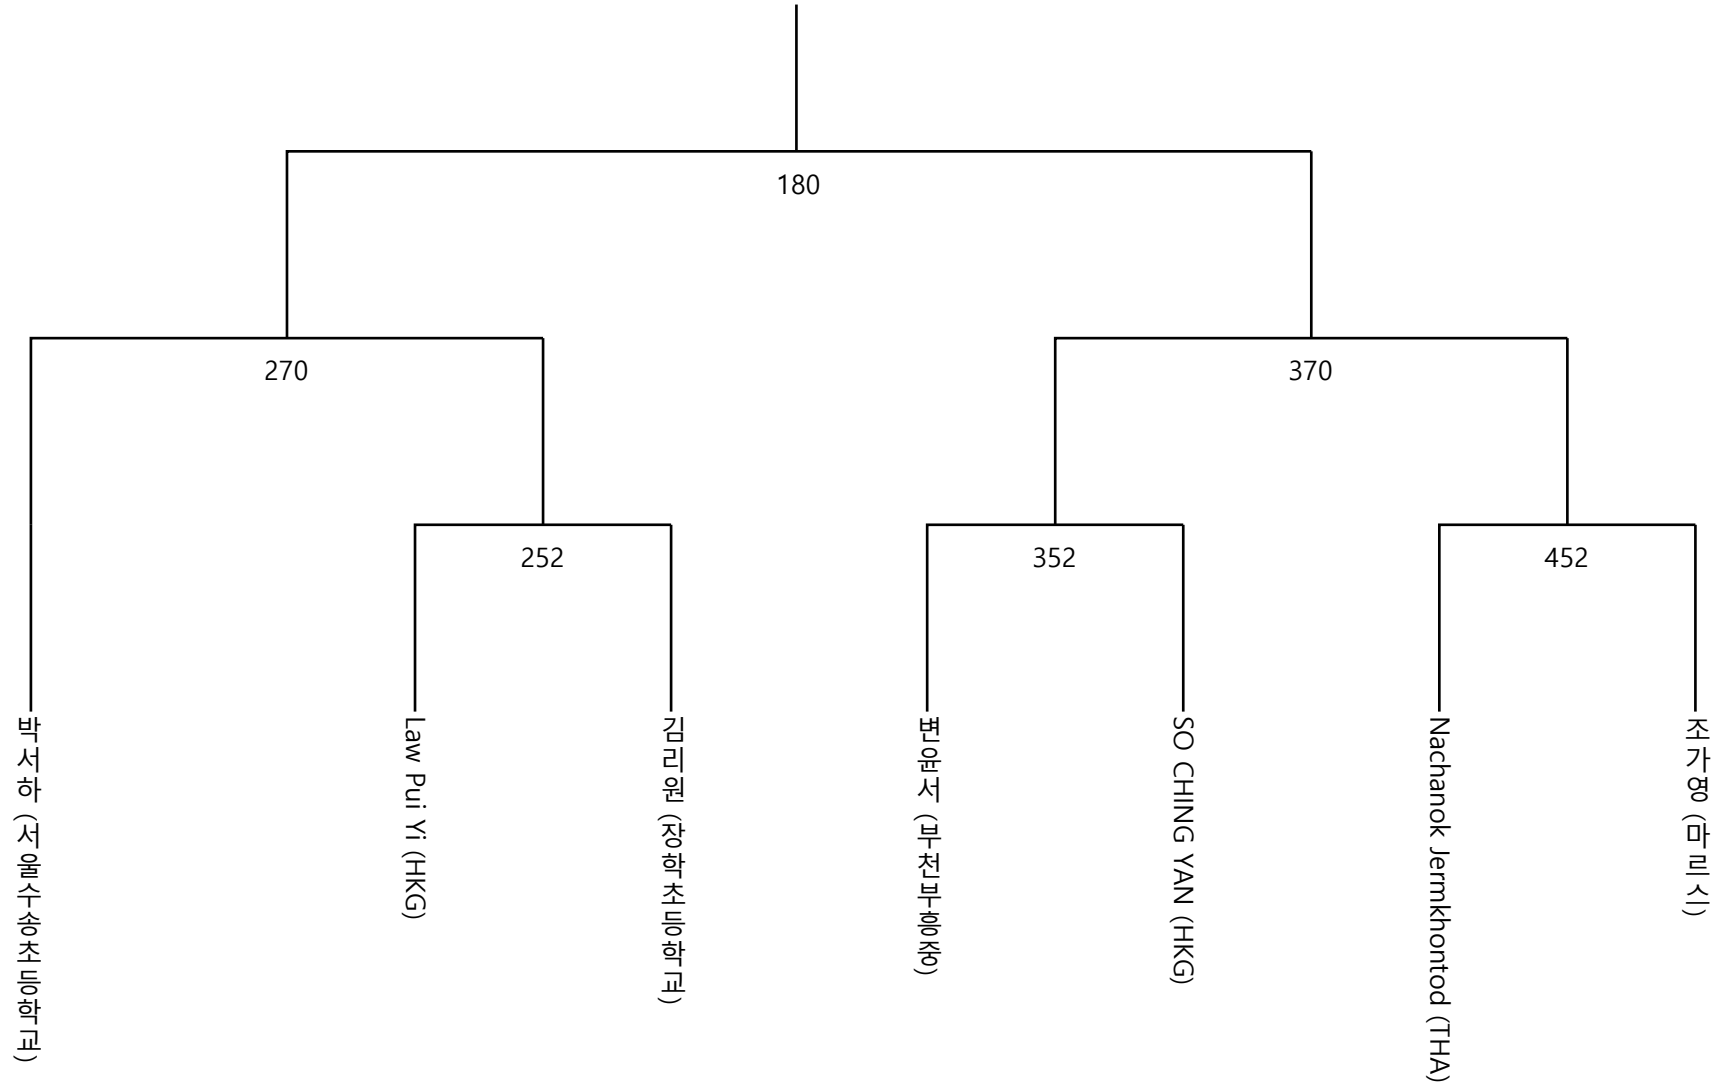 180
270
370
252
352
452
박서하 (서울수송초등학교)
Law Pui Yi (HKG)
김리원 (장학초등학교)
변윤서 (부천부흥중)
SO CHING YAN (HKG)
Nachanok Jermkhontod (THA)
조가영 (마르시)